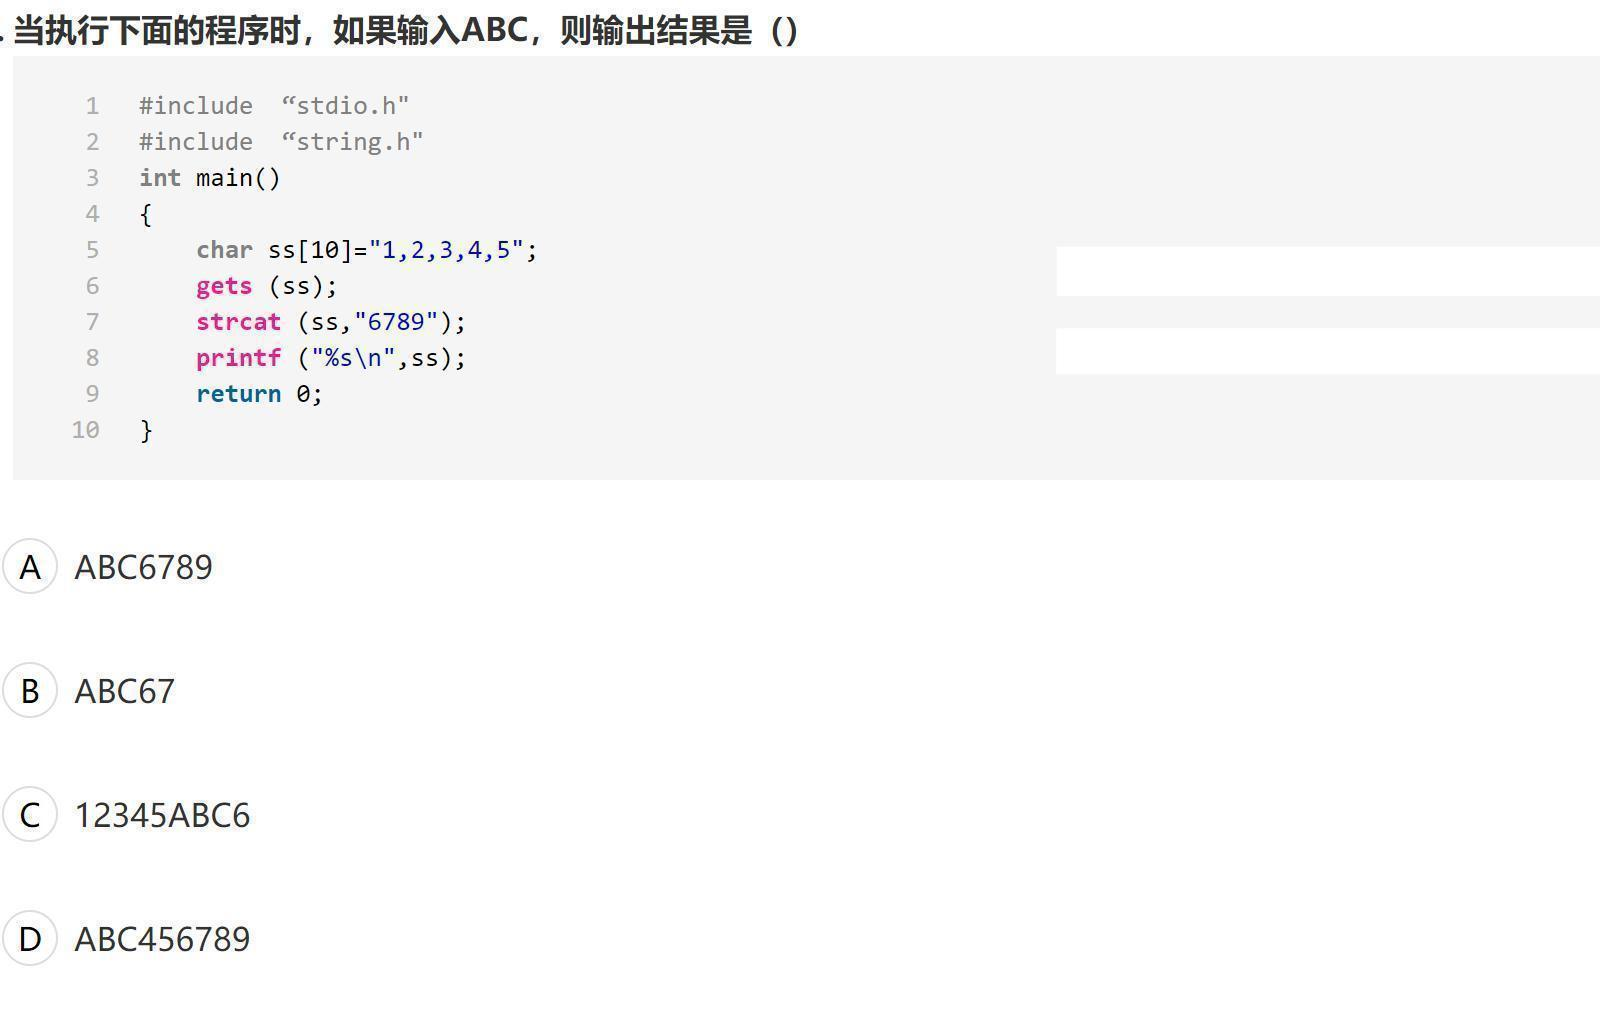 . 当执行下面的程序时，如果输入ABC，则输出结果是（）
1 #include “stdio.h"
2 #include “string.h"
3 int main()
4 {
5 char ss[10]="1,2,3,4,5";
6 gets (ss);
7 strcat (ss,"6789");
8 printf ("%s\n",ss);
9 return 0;
10 }
A ABC6789
B ABC67
C 12345ABC6
D ABC456789